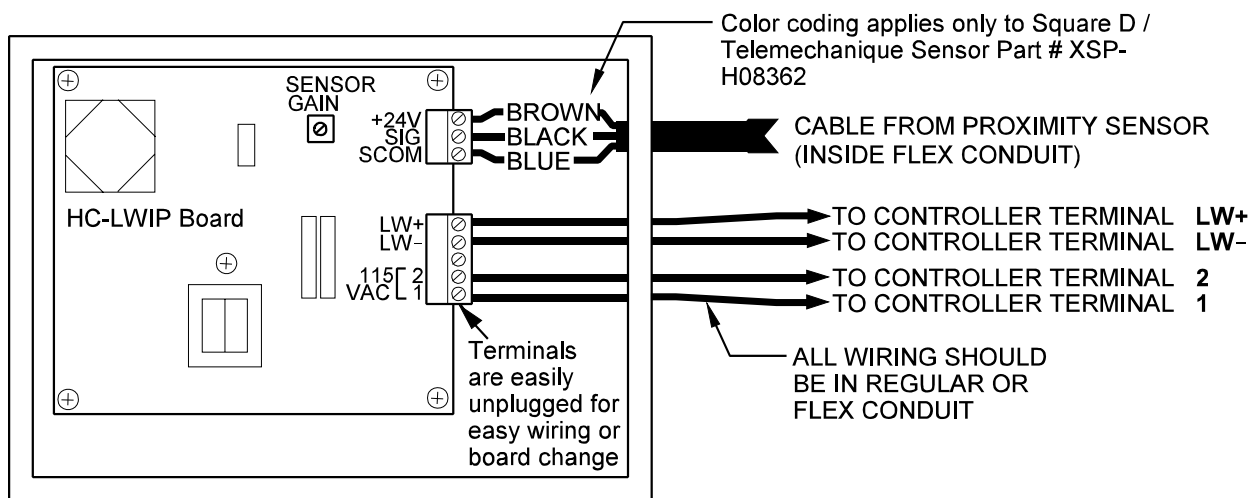 Color coding applies only to Square D /
Telemechanique Sensor Part # XSP-
H08362
SENSOR
GAIN
+24V
SIG
SCOM
BROWN
BLACK
BLUE
CABLE FROM PROXIMITY SENSOR
(INSIDE FLEX CONDUIT)
HC-LWIP Board
LW+
LW-
115 2
VAC 1
TO CONTROLLER TERMINAL LW+
TO CONTROLLER TERMINAL LW-
TO CONTROLLER TERMINAL 2
TO CONTROLLER TERMINAL 1
Terminals
are easily
unplugged for
easy wiring or
board change
ALL WIRING SHOULD
BE IN REGULAR OR
FLEX CONDUIT